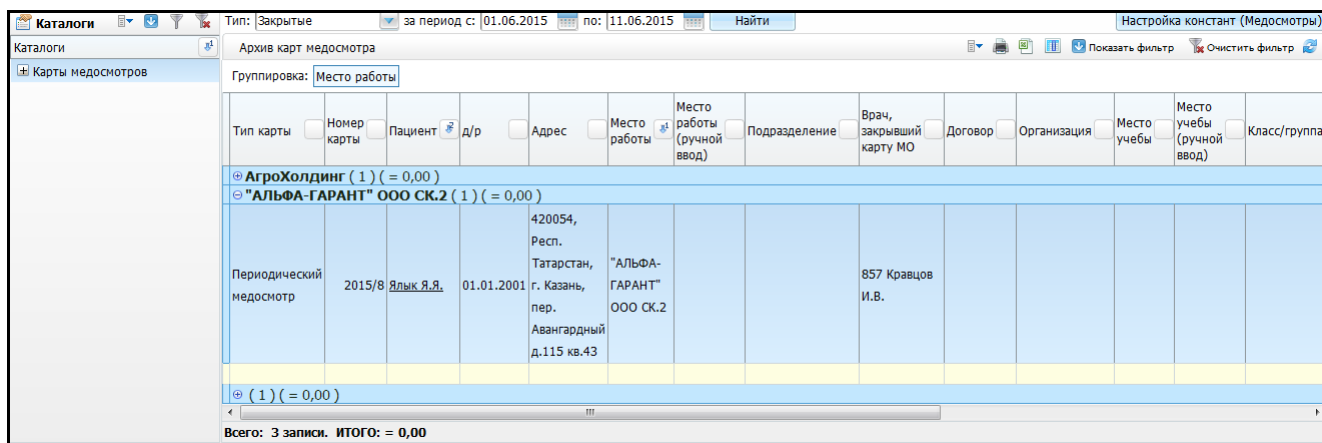 Каталоги
Тип: Закрытые за период с: 01.06.2015 по: 11.06.2015 Найти Настройка констант (Медосмотры)
Каталоги
Карты медосмотров
Архив карт медосмотра Показать фильтр Очистить фильтр
Группировка: Место работы
Тип карты
Номер
карты
Пациент
д/р
Адрес
Место
работы
Место
работы
(ручной
ввод)
Подразделение
Врач,
закрывший
карту МО
Договор
Организация
Место
учебы
Место
учебы
(ручной
ввод)
Класс/группа
АгроХолдинг ( 1 ) ( = 0,00 )
"АЛЬФА-ГАРАНТ" ООО СК.2 ( 1 ) ( = 0,00 )
Периодический
медосмотр
2015/8
Ялык Я.Я.
01.01.2001
420054,
Респ.
Татарстан,
г. Казань,
пер.
Авангардный
д.115 кв.43
"АЛЬФА-
ГАРАНТ"
ООО СК.2
857 Кравцов
И.В.
( 1 ) ( = 0,00 )
Всего: 3 записи. ИТОГО: = 0,00